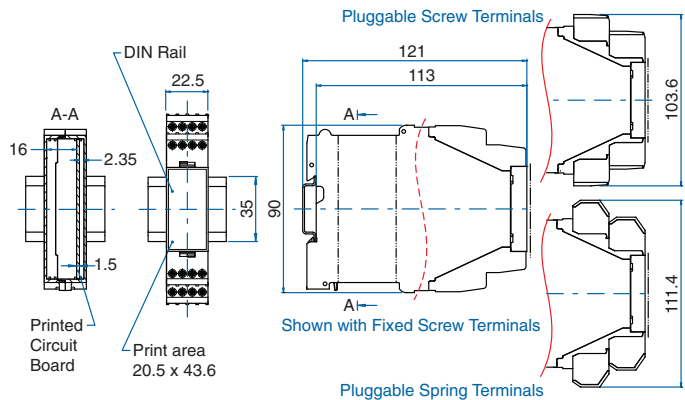 Pluggable Screw Terminals
DIN Rail
121
22.5
113
A-A
A
16
2.35
103.6
90
35
1.5
A
111.4
Shown with Fixed Screw Terminals
Printed
Circuit
Board
Print area
20.5 x 43.6
Pluggable Spring Terminals